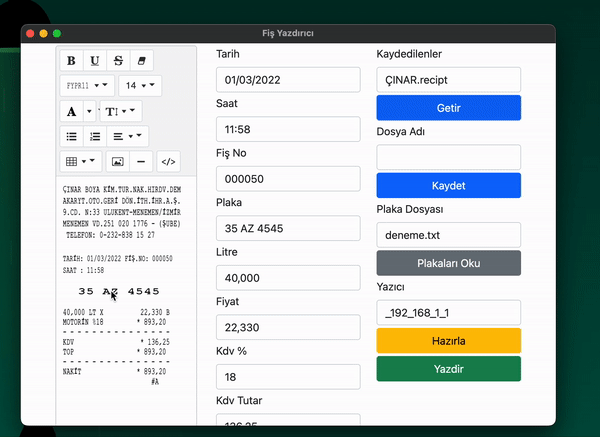 Fiş Yazdırıcı
B U S
FYPR11 14
A TI
</>
ÇINAR BOYA KİM.TUR.NAK.HIRDV.DEM
AKARYT.OTO.GERİ DÖN.İTH.İHR.A.Ş.
9.CD. N:33 ULUKENT-MENEMEN/İZMİR
MENEMEN VD.251 020 1776 - (ŞUBE)
TELEFON: 0-232-838 15 27
TARİH: 01/03/2022 FİŞ.NO: 000050
SAAT : 11:58
35 AZ 4545
40,000 LT X 22,330 B
MOTORİN %18 * 893,20
KDV * 136,25
TOP * 893,20
NAKİT * 893,20
#A
Tarih
01/03/2022
Saat
11:58
Fiş No
000050
Plaka
35 AZ 4545
Litre
40,000
Fiyat
22,330
Kdv %
18
Kdv Tutar
136,25
Kaydedilenler
ÇINAR.recipt
Getir
Dosya Adı
Kaydet
Plaka Dosyası
deneme.txt
Plakaları Oku
Yazıcı
_192_168_1_1
Hazırla
Yazdir